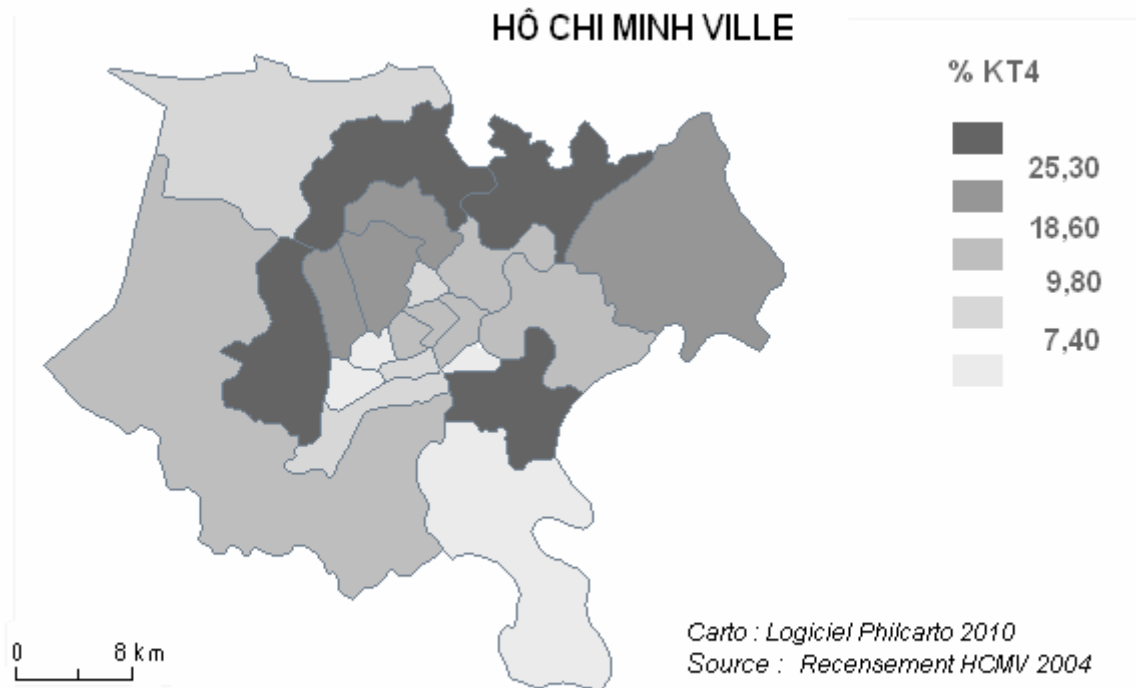 HÔ CHI MINH VILLE
% KT4
25,30
18,60
9,80
7,40
0 8 km
Carto : Logiciel Philcarto 2010
Source : Recensement HCMV 2004